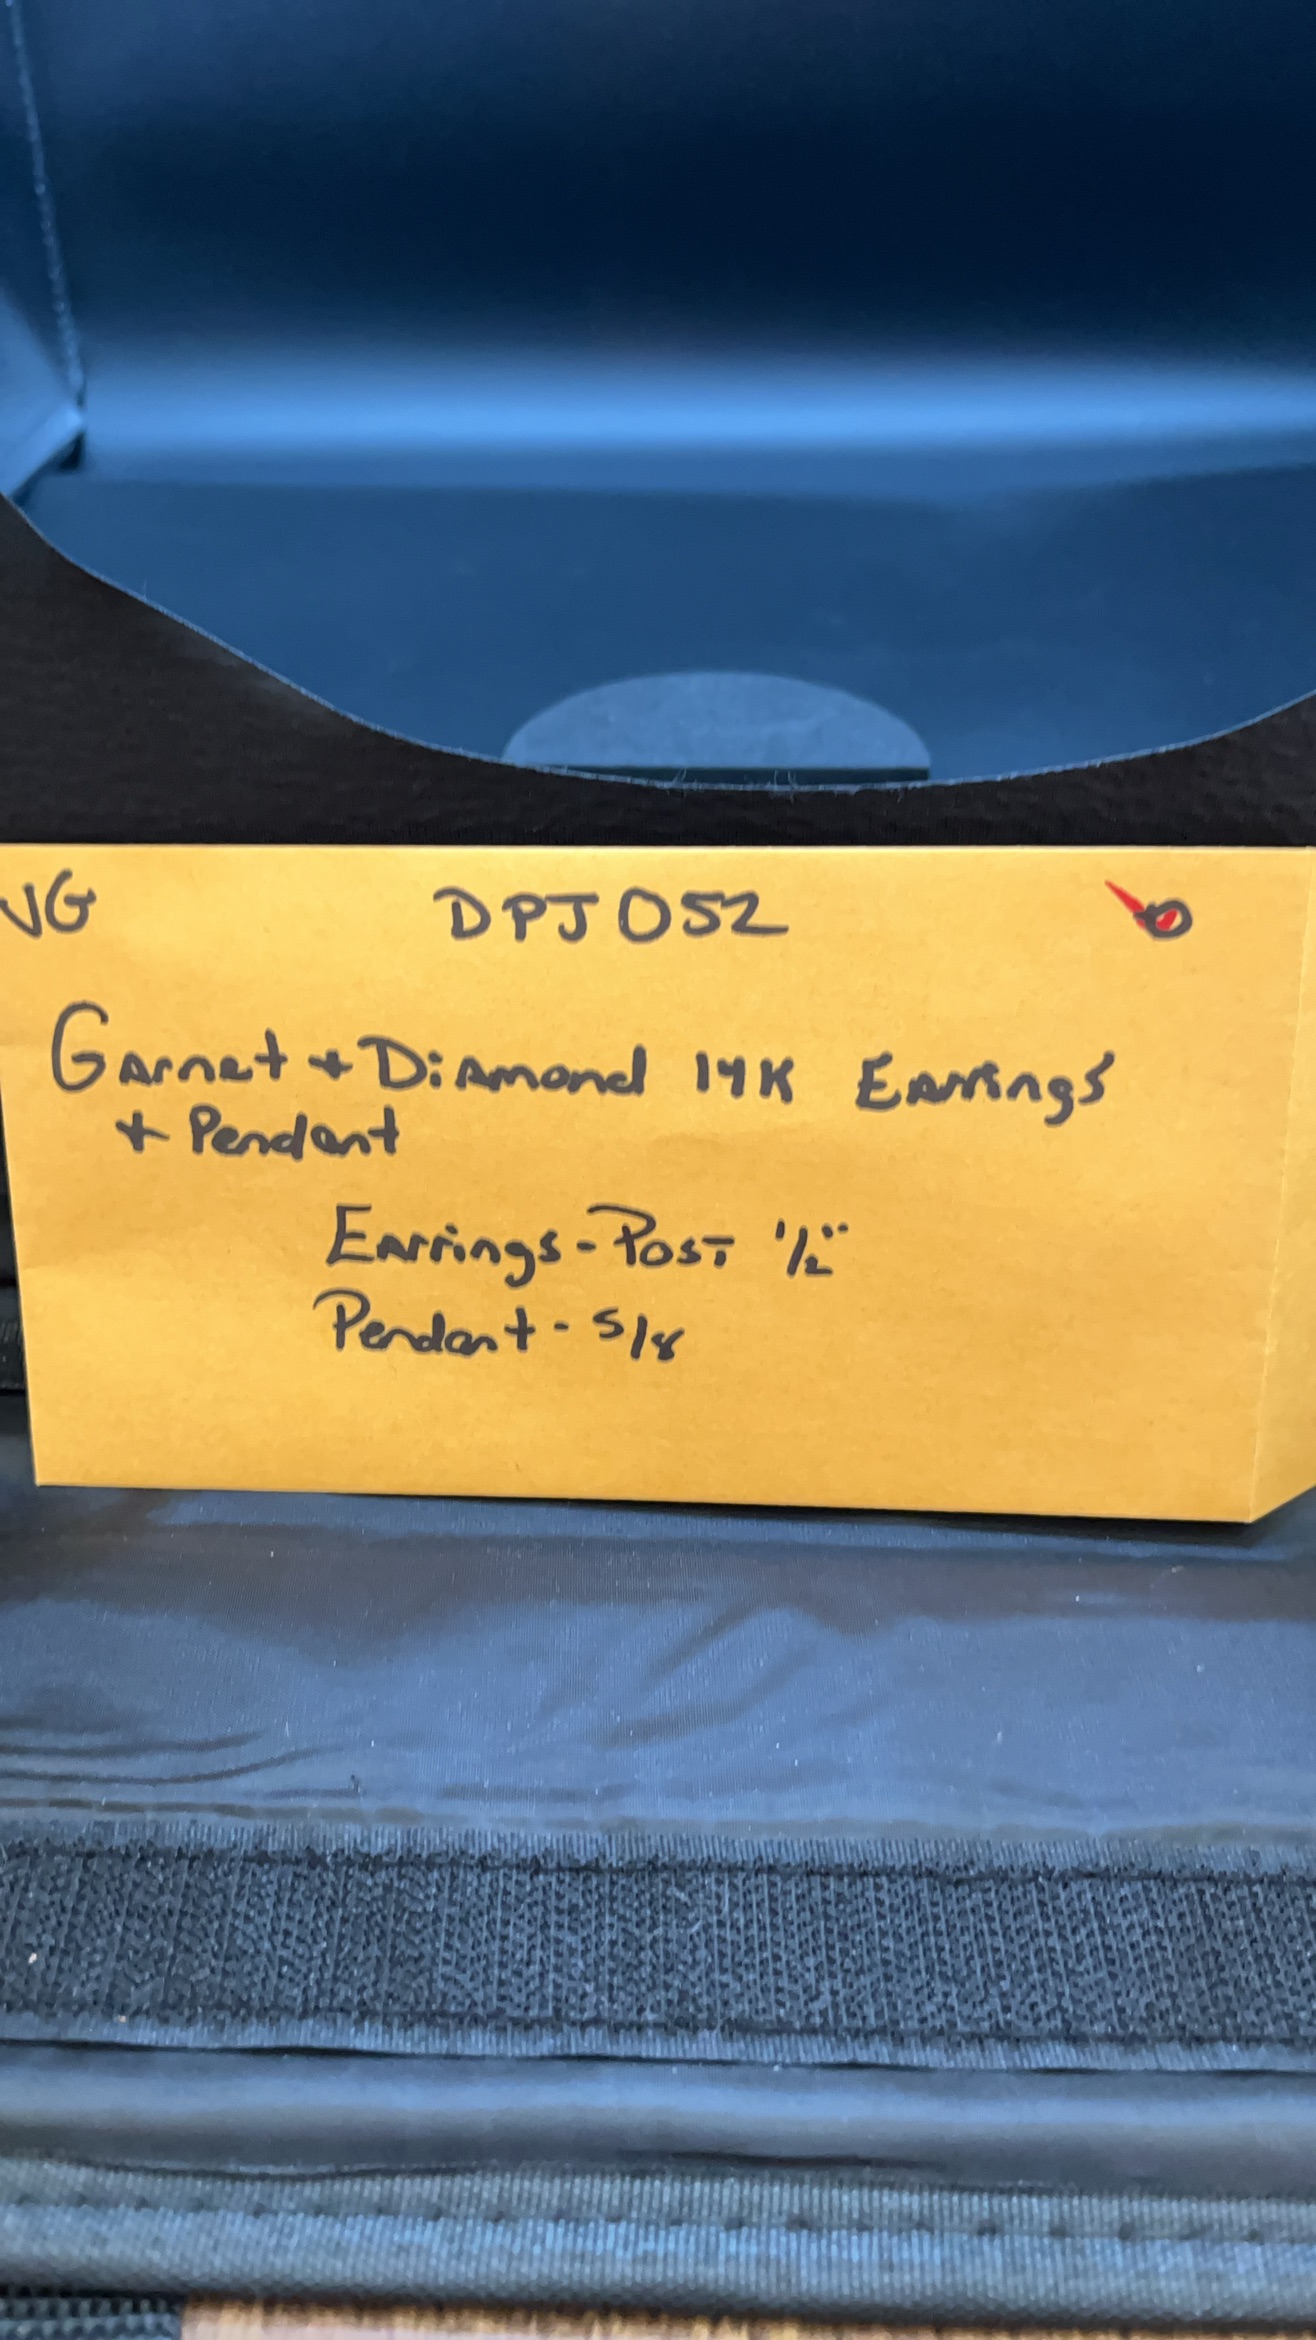 VG DPJ052
Garnet + Diamond 14K Earrings
+ Pendant
Earrings - Post 1/2"
Pendant - 5/8